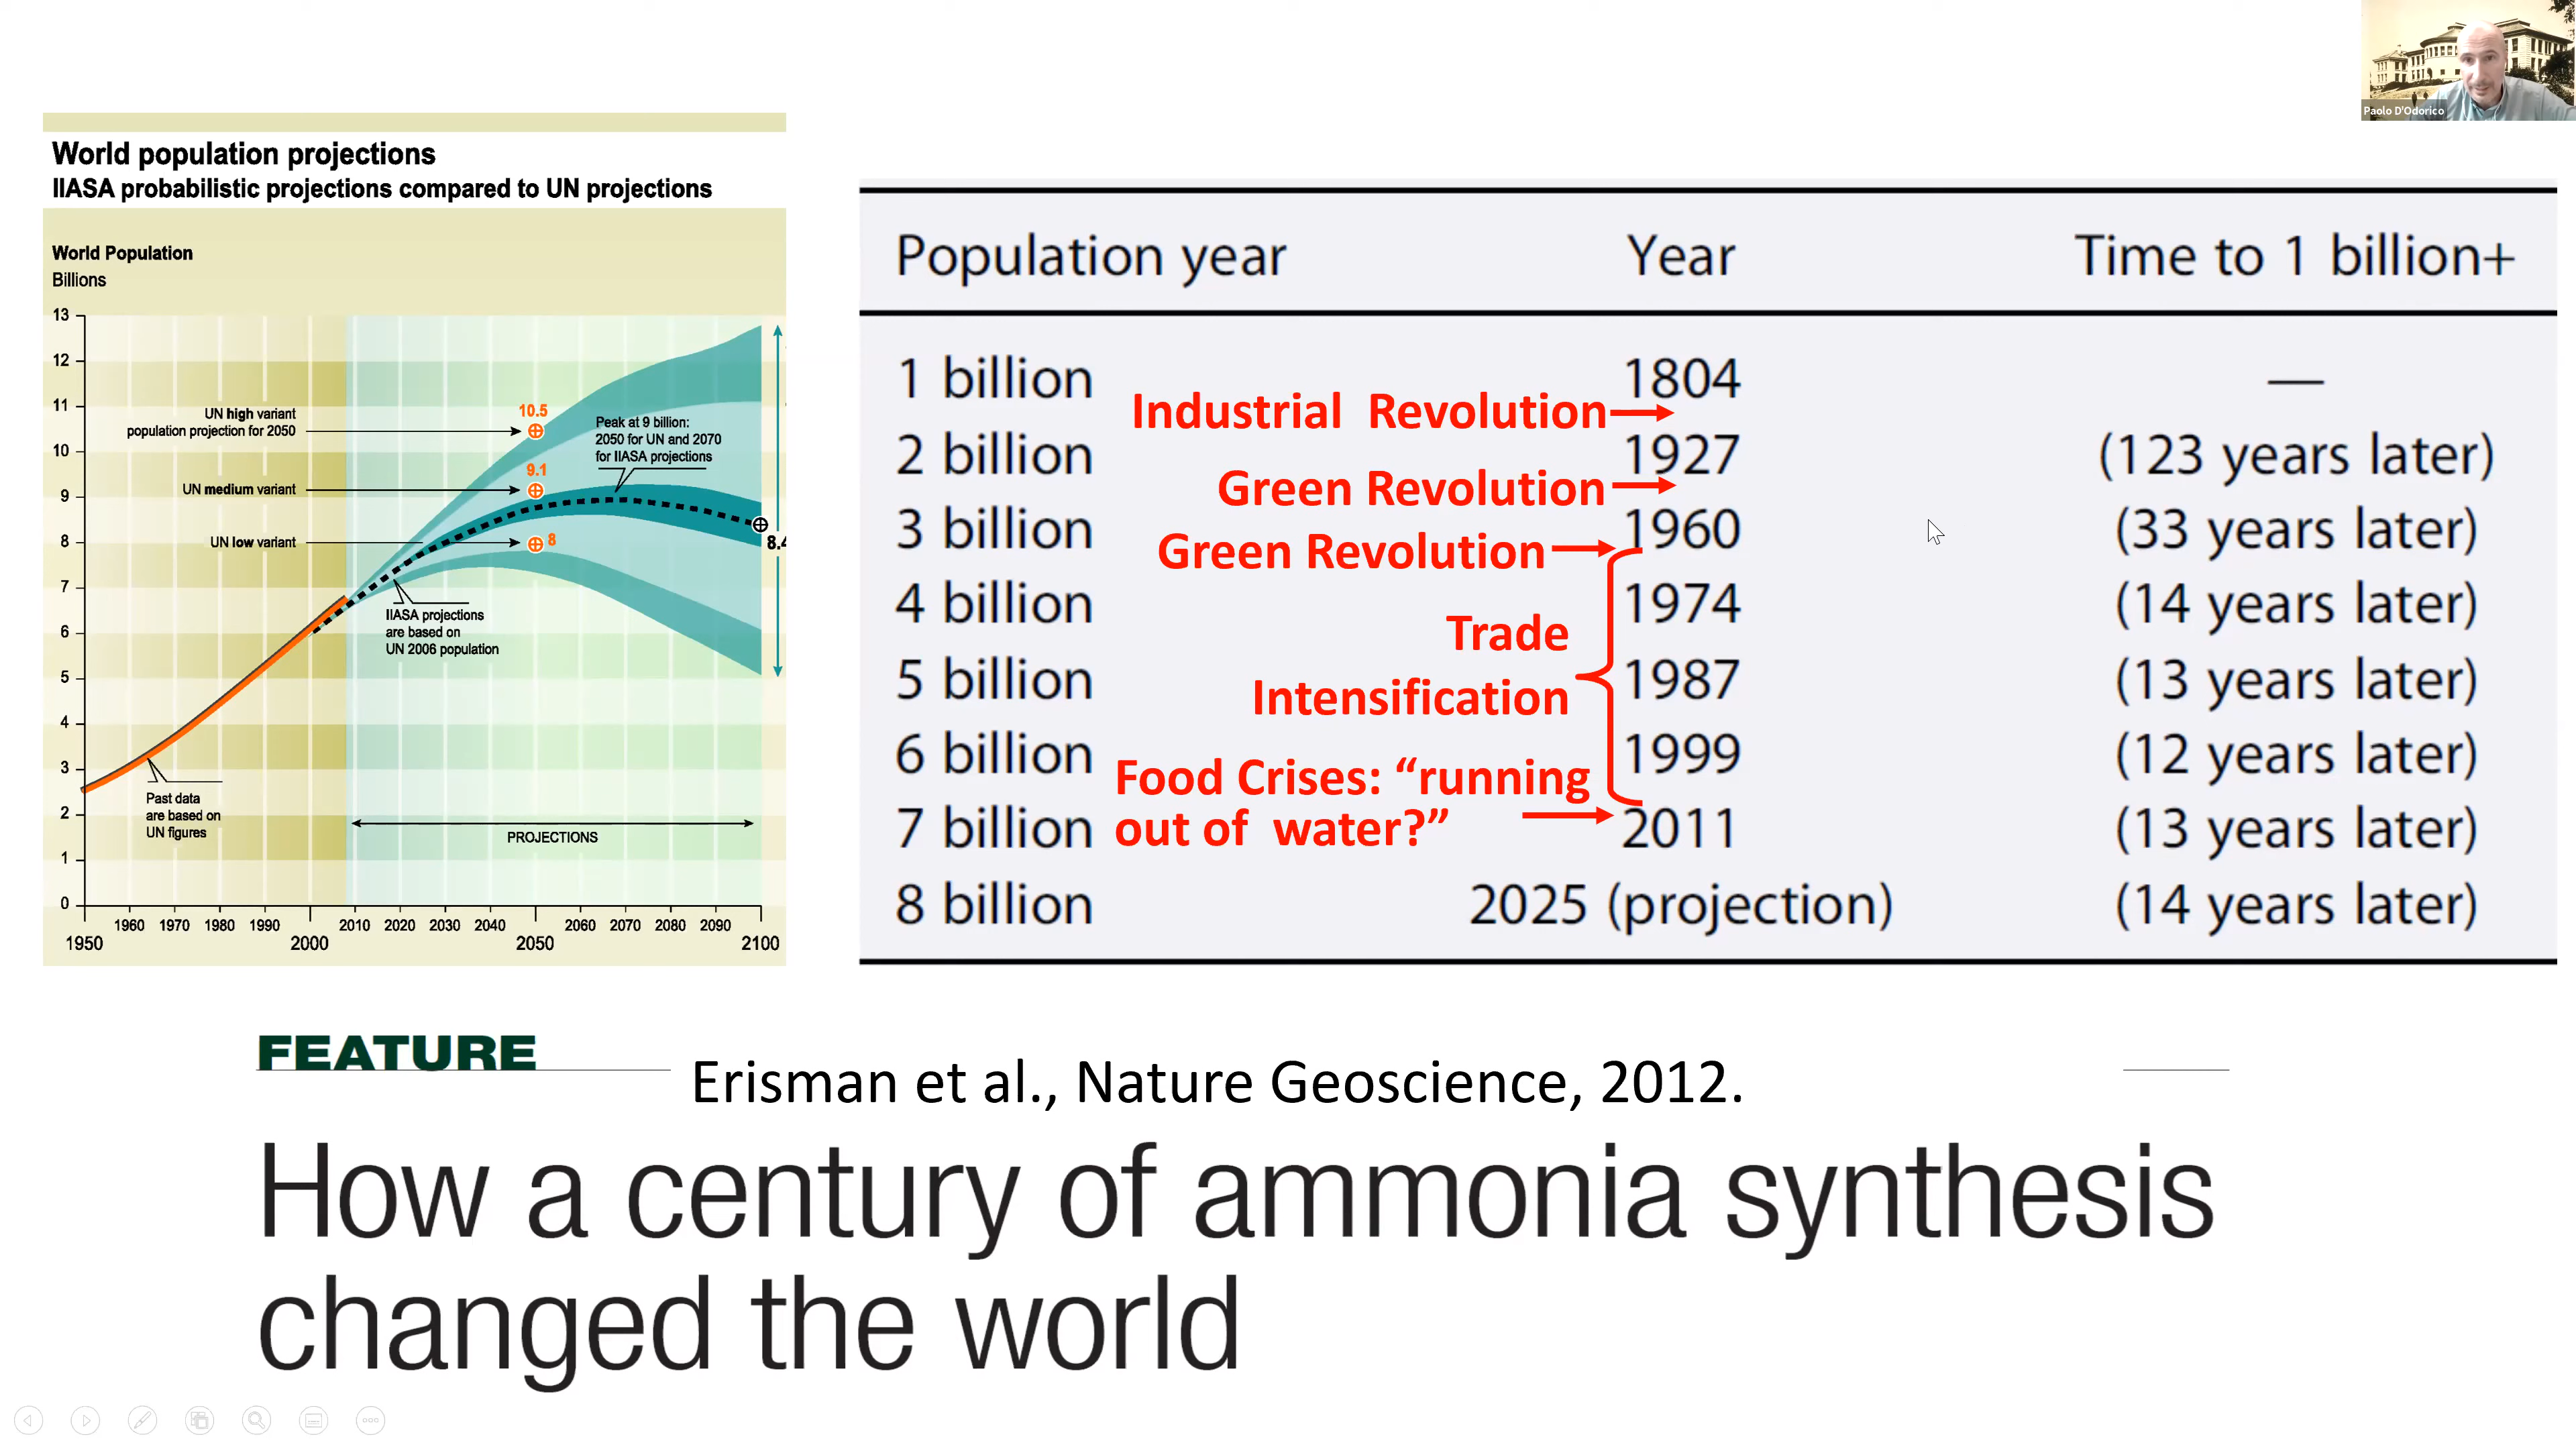 Paolo D'Odorico
World population projections
IIASA probabilistic projections compared to UN projections
World Population
Billions
13
12
11
10
9
8
7
6
5
4
3
2
1
0
UN high variant
population projection for 2050
10.5
UN medium variant
9.1
UN low variant
8
Peak at 9 billion:
2050 for UN and 2070
for IIASA projections
8.4
IIASA projections
are based on
UN 2006 population
Past data
are based on
UN figures
PROJECTIONS
1960 1970 1980 1990 2010 2020 2030 2040 2060 2070 2080 2090
1950 2000 2050 2100
Population year Year Time to 1 billion+
1 billion 1804 —
Industrial Revolution
2 billion 1927 (123 years later)
Green Revolution
3 billion 1960 (33 years later)
Green Revolution
4 billion 1974 (14 years later)
Trade
Intensification
5 billion 1987 (13 years later)
6 billion 1999 (12 years later)
Food Crises: “running
out of water?”
7 billion 2011 (13 years later)
8 billion 2025 (projection) (14 years later)
FEATURE
Erisman et al., Nature Geoscience, 2012.
How a century of ammonia synthesis
changed the world